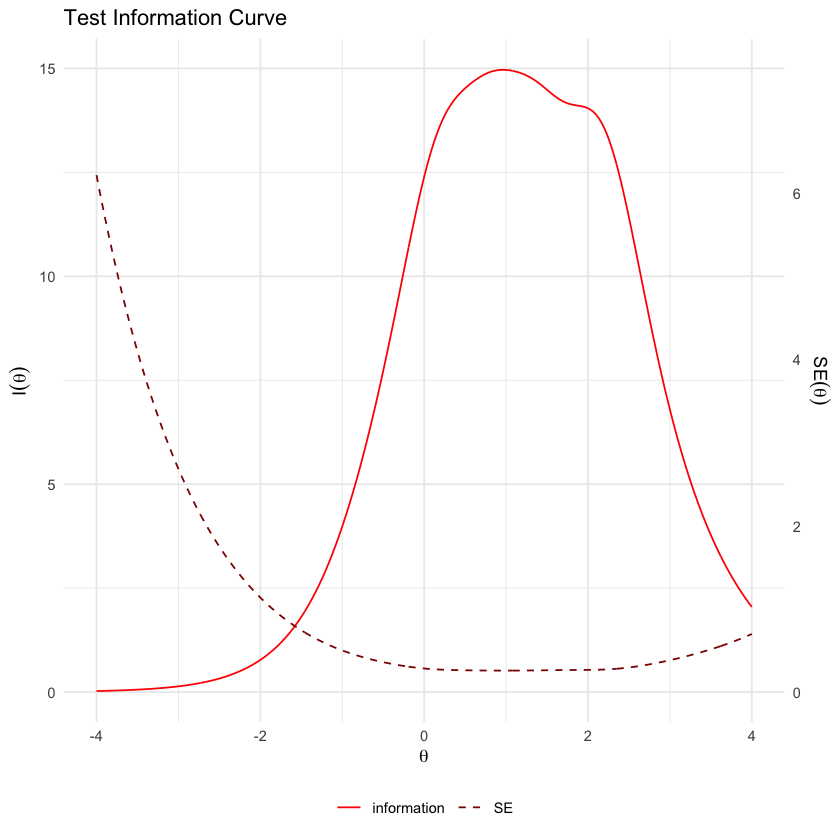 Test Information Curve
15
10
5
0
I(θ)
6
4
2
0
SE(θ)
-4
-2
0
2
4
θ
information
SE